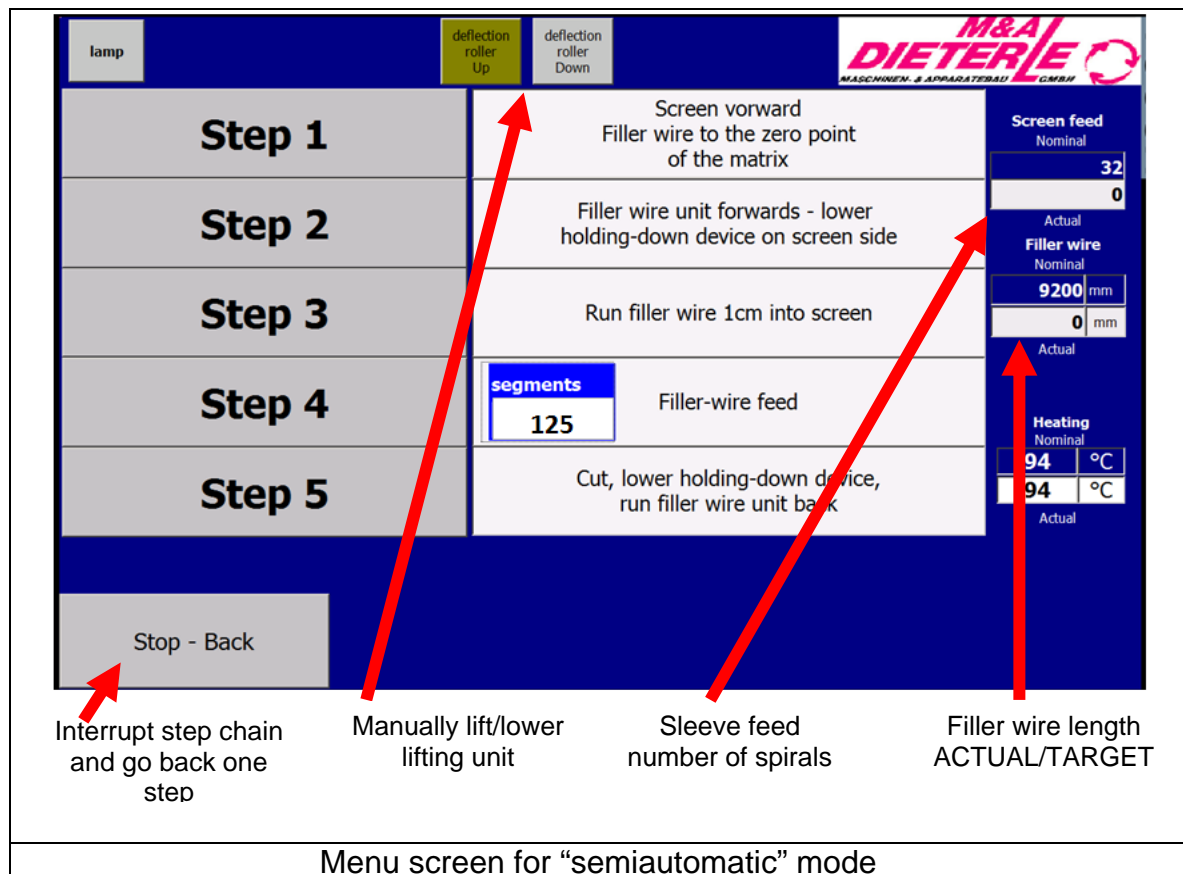 lamp
deflection
roller
Up
deflection
roller
Down
M&A
DIETERLE
MASCHINEN- & APPARATEBAU GMBH
Step 1
Screen vorward
Filler wire to the zero point
of the matrix
Step 2
Filler wire unit forwards - lower
holding-down device on screen side
Step 3
Run filler wire 1cm into screen
Step 4
segments
125
Filler-wire feed
Step 5
Cut, lower holding-down device,
run filler wire unit back
Screen feed
Nominal
32
0
Actual
Filler wire
Nominal
9200 mm
0 mm
Actual
Heating
Nominal
94 °C
94 °C
Actual
Stop - Back
Interrupt step chain
and go back one
step
Manually lift/lower
lifting unit
Sleeve feed
number of spirals
Filler wire length
ACTUAL/TARGET
Menu screen for “semiautomatic” mode